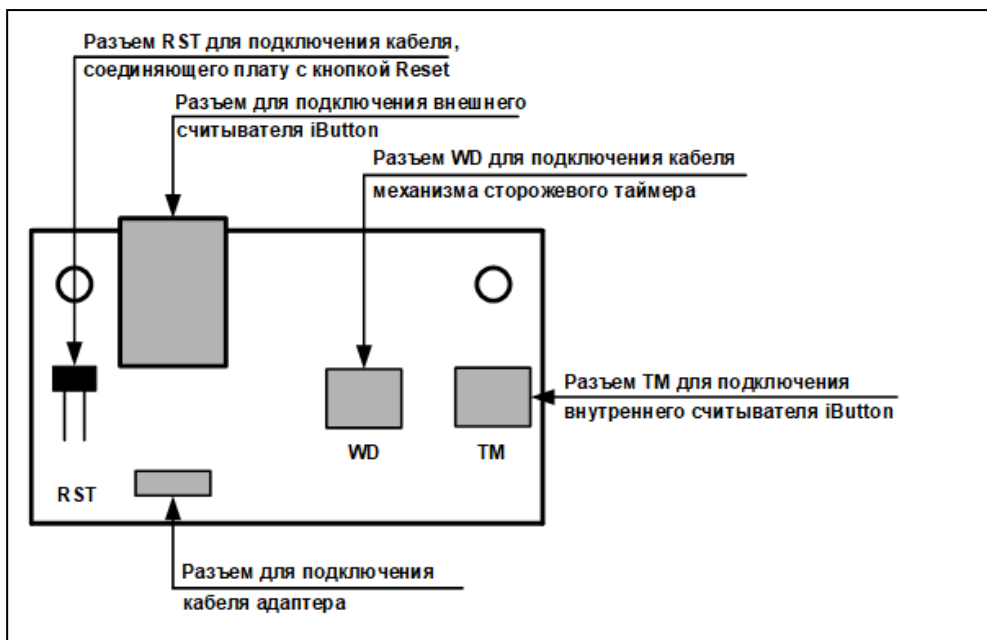 Разъем RST для подключения кабеля,
соединяющего плату с кнопкой Reset
Разъем для подключения внешнего
считывателя iButton
Разъем WD для подключения кабеля
механизма сторожевого таймера
Разъем TM для подключения
внутреннего считывателя iButton
WD
TM
RST
Разъем для подключения
кабеля адаптера